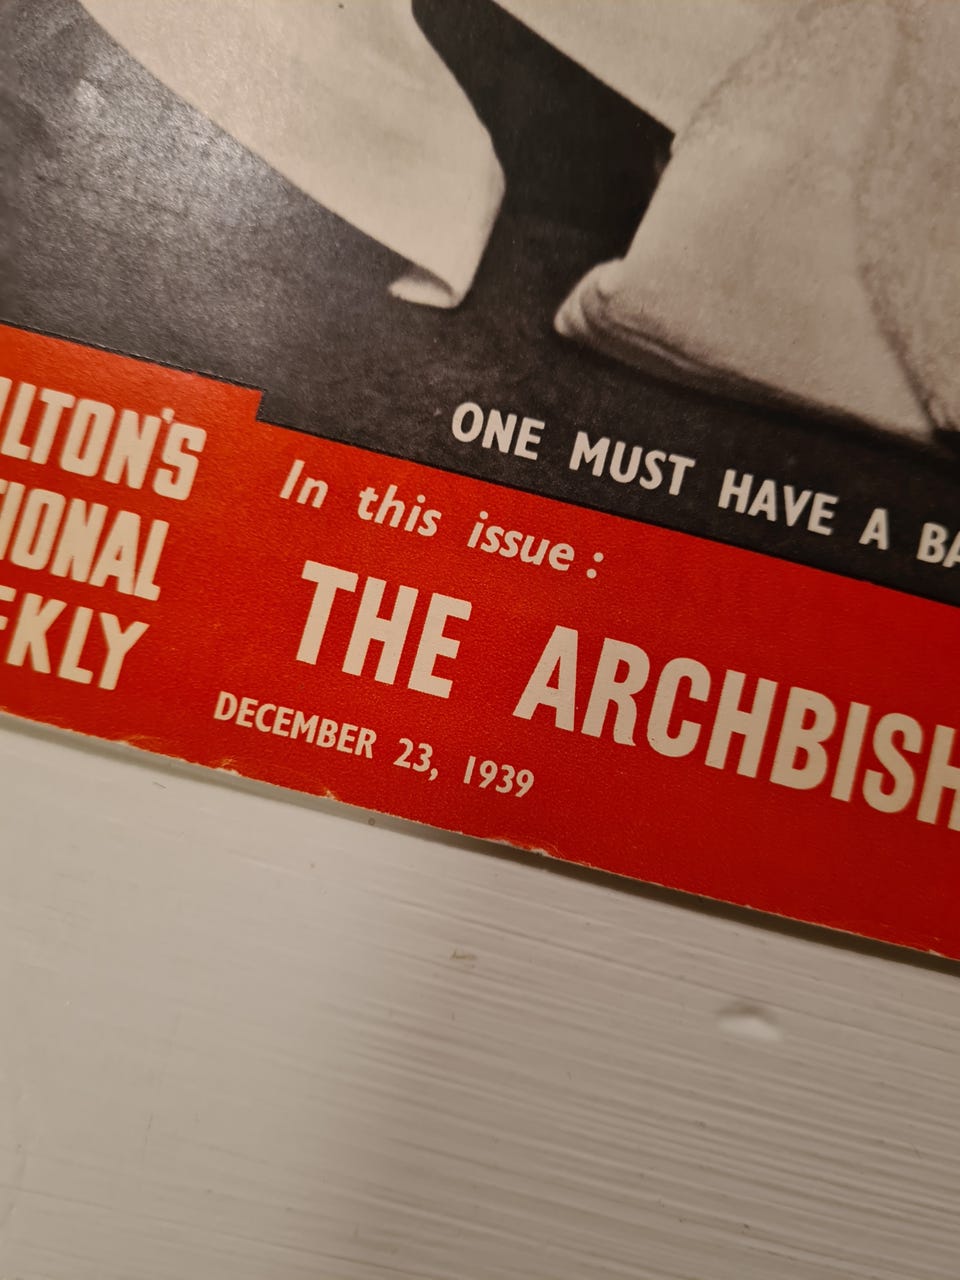 ONE MUST HAVE A BA
LTON'S
IONAL
EKLY
In this issue :
THE ARCHBISH
DECEMBER 23, 1939